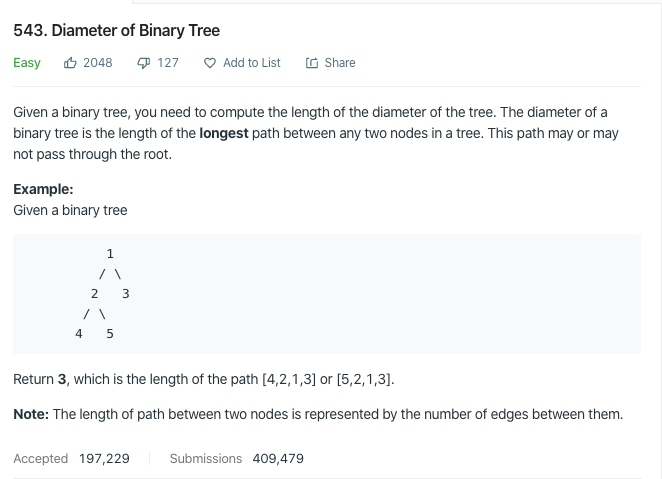 543. Diameter of Binary Tree
Easy 2048 127 Add to List Share
Given a binary tree, you need to compute the length of the diameter of the tree. The diameter of a
binary tree is the length of the longest path between any two nodes in a tree. This path may or may
not pass through the root.
Example:
Given a binary tree
1
/ \
2 3
/ \
4 5
Return 3, which is the length of the path [4,2,1,3] or [5,2,1,3].
Note: The length of path between two nodes is represented by the number of edges between them.
Accepted 197,229 Submissions 409,479